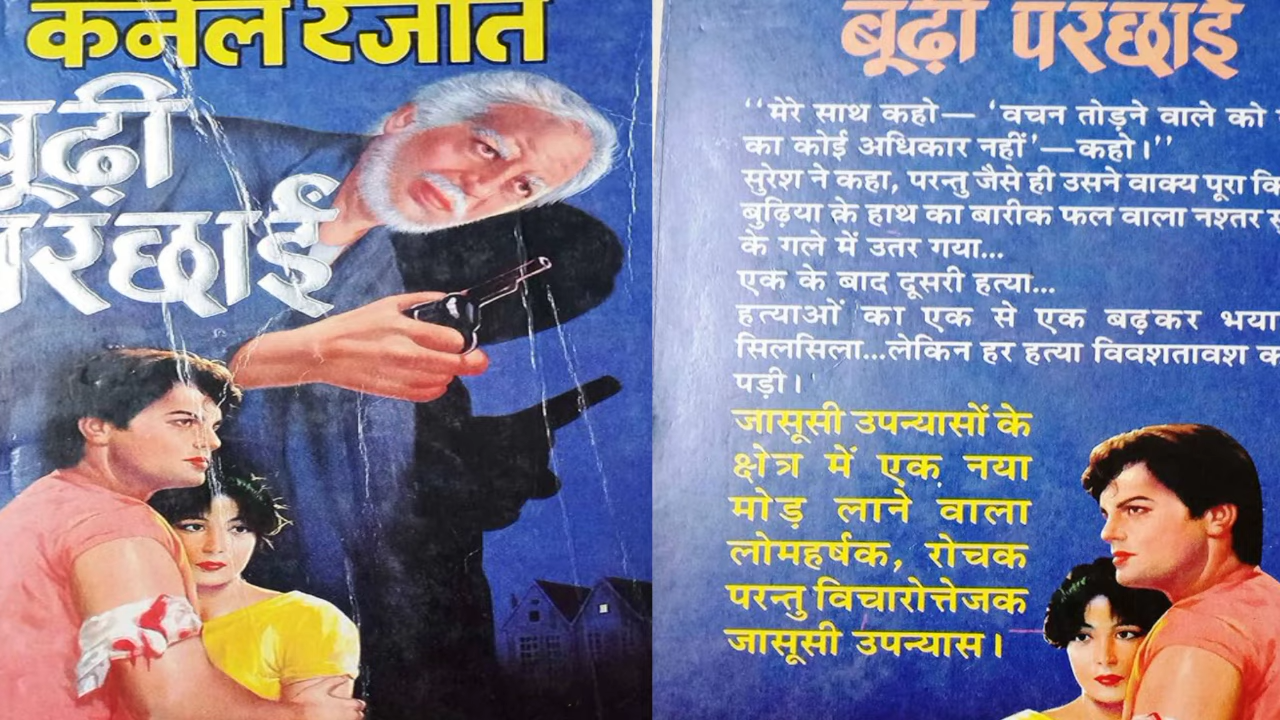 कर्नल रंजीत
बूढ़ी
परछाईं
बूढ़ी परछाईं
‘‘मेरे साथ कहो— ‘वचन तोड़ने वाले को
का कोई अधिकार नहीं’—कहो।’’
सुरेश ने कहा, परन्तु जैसे ही उसने वाक्य पूरा
बुढ़िया के हाथ का बारीक फल वाला नश्तर
के गले में उतर गया...
एक के बाद दूसरी हत्या...
हत्याओं का एक से एक बढ़कर
सिलसिला...लेकिन हर हत्या विवशतावश
पड़ी।
जासूसी उपन्यासों के
क्षेत्र में एक नया
मोड़ लाने वाला
लोमहर्षक, रोचक
परन्तु विचारोत्तेजक
जासूसी उपन्यास।